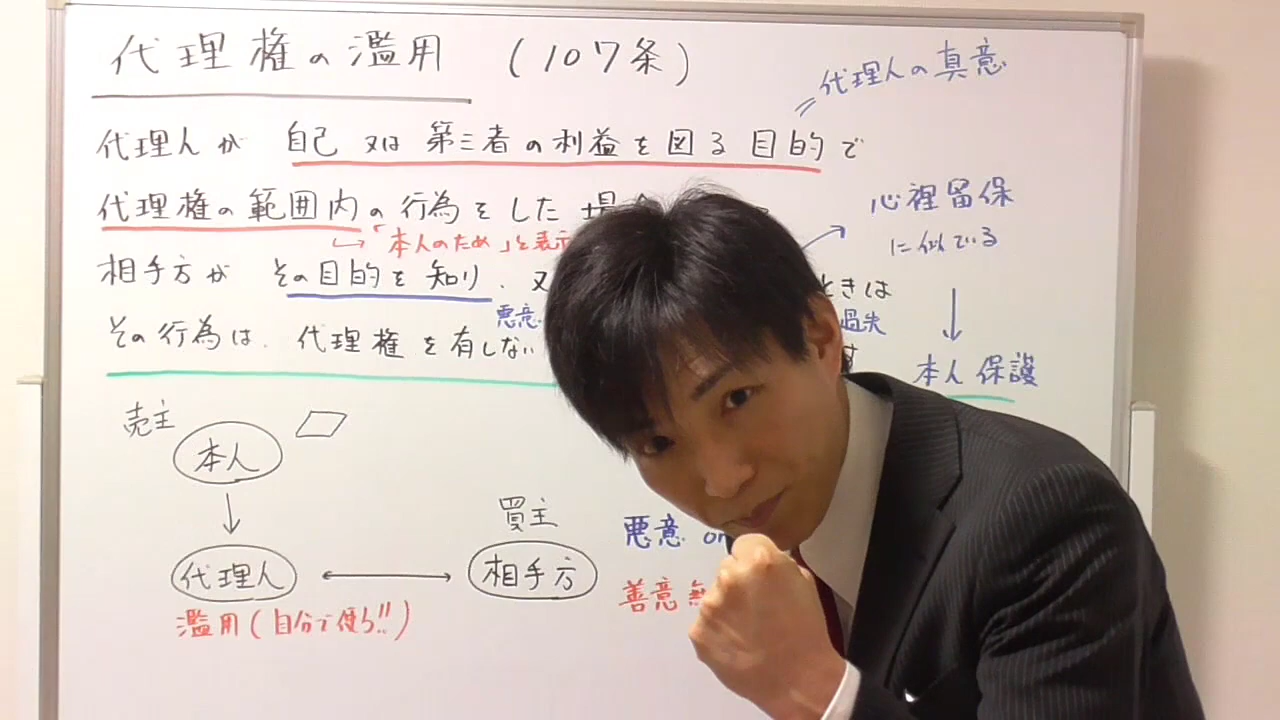 代理権の濫用 (107条)
代理人の真意
代理人が 自己 又は 第三者の利益を図る目的で
代理権の範囲内の行為をした場
心裡留保
に似ている
「本人のため」と表示
相手方が その目的を知り、又
ときは
悪意
過失
その行為は、代理権を有しない
す
本人保護
売主
本人
買主
代理人
相手方
悪意 or
善意無
濫用(自分で使う!!)